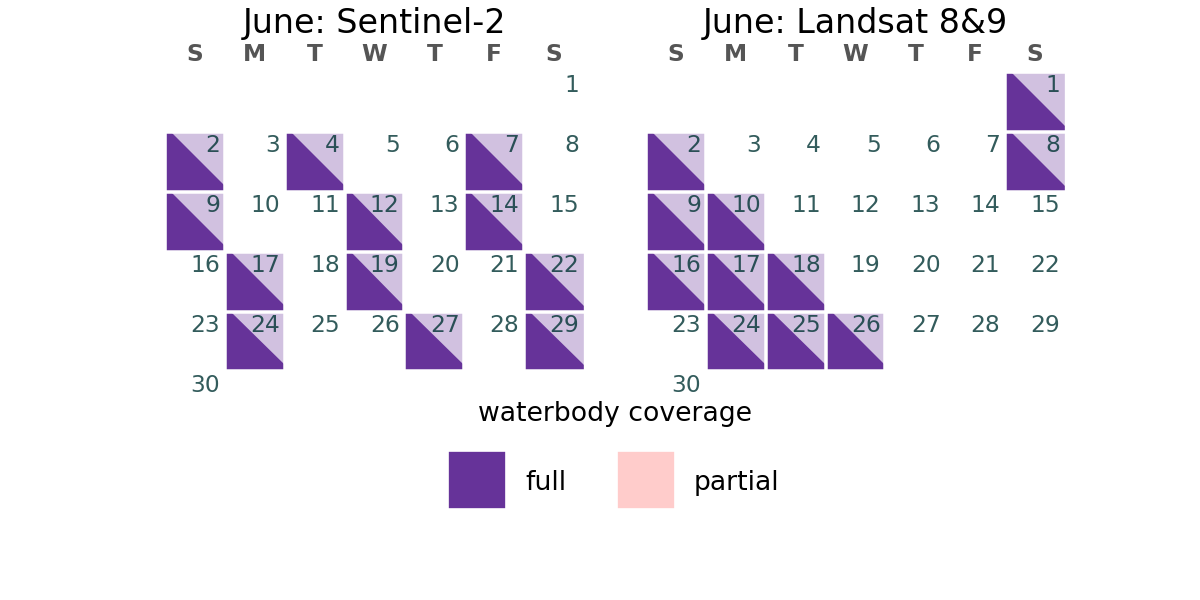 June: Sentinel-2
S M T W T F S
1
2 3 4 5 6 7 8
9 10 11 12 13 14 15
16 17 18 19 20 21 22
23 24 25 26 27 28 29
30
June: Landsat 8&9
S M T W T F S
1
2 3 4 5 6 7 8
9 10 11 12 13 14 15
16 17 18 19 20 21 22
23 24 25 26 27 28 29
30
waterbody coverage
full partial